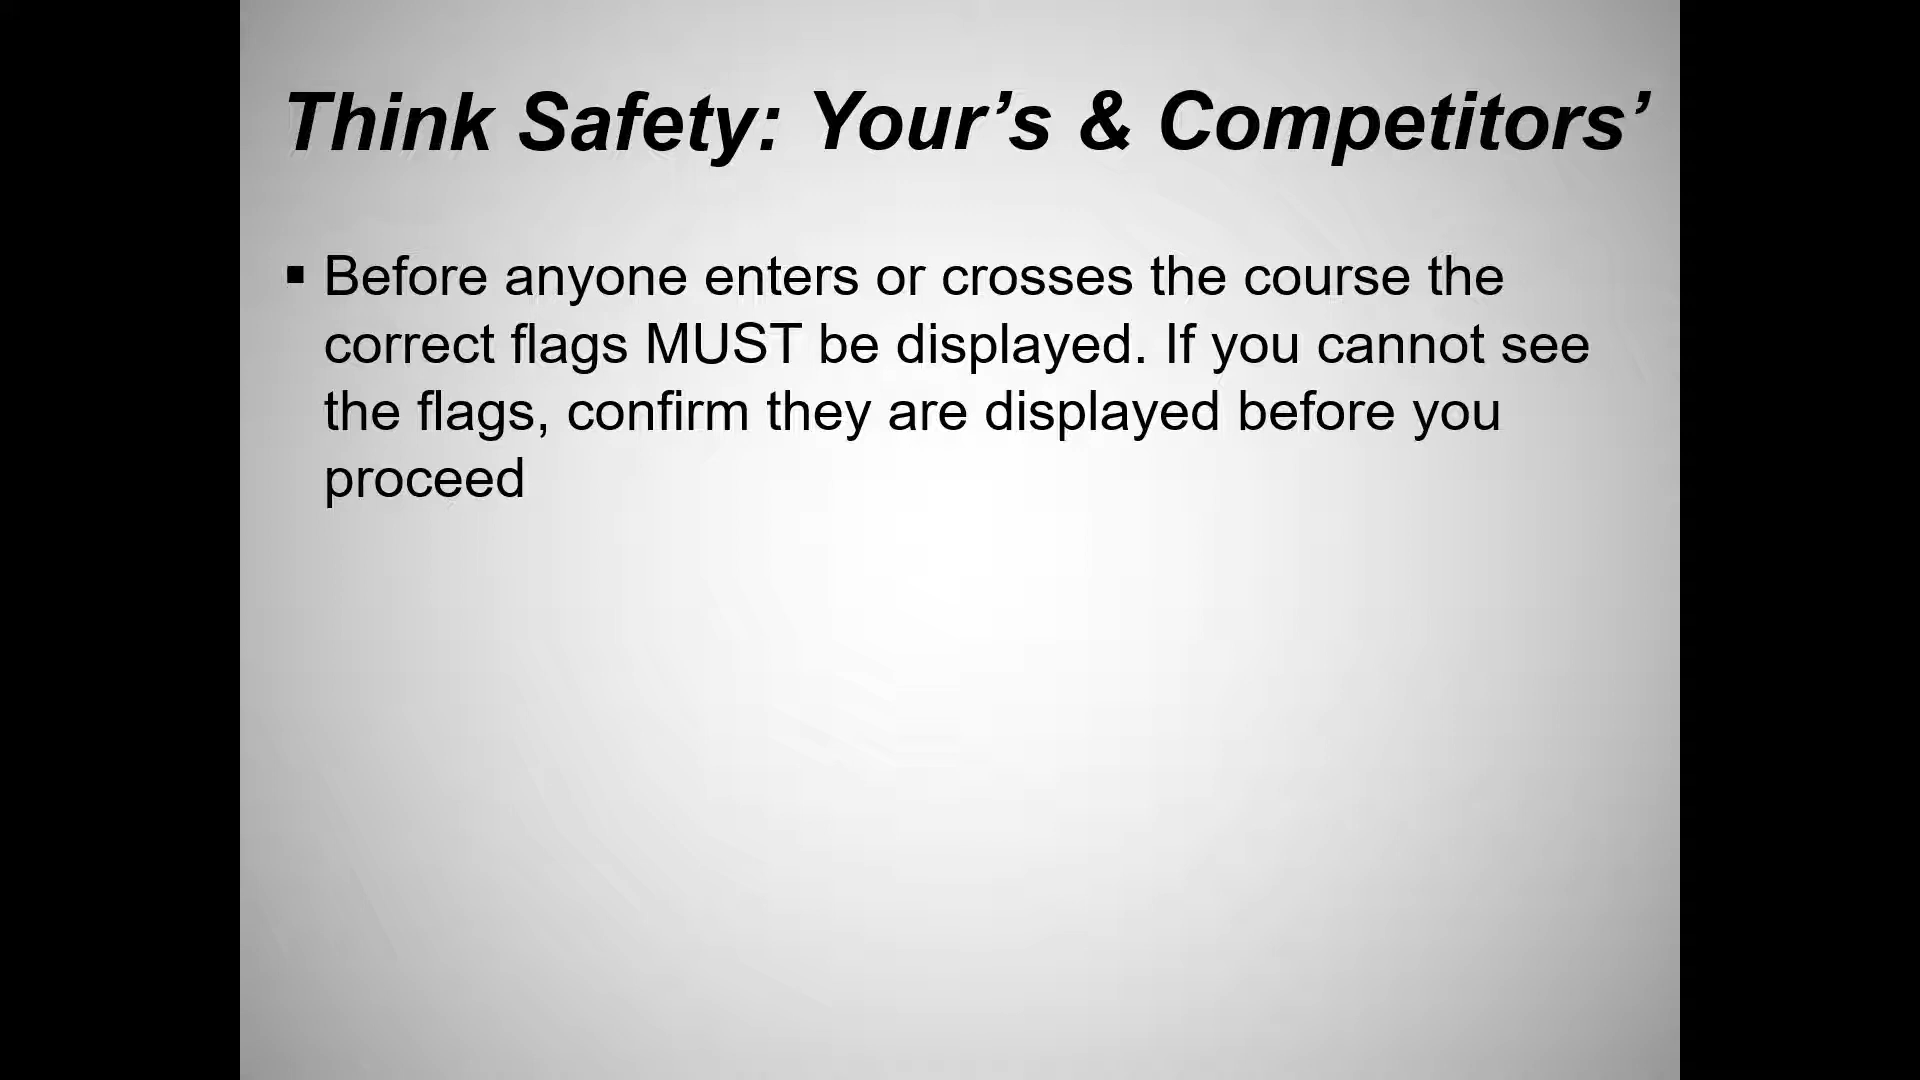 Think Safety: Your’s & Competitors’
▪ Before anyone enters or crosses the course the
correct flags MUST be displayed. If you cannot see
the flags, confirm they are displayed before you
proceed